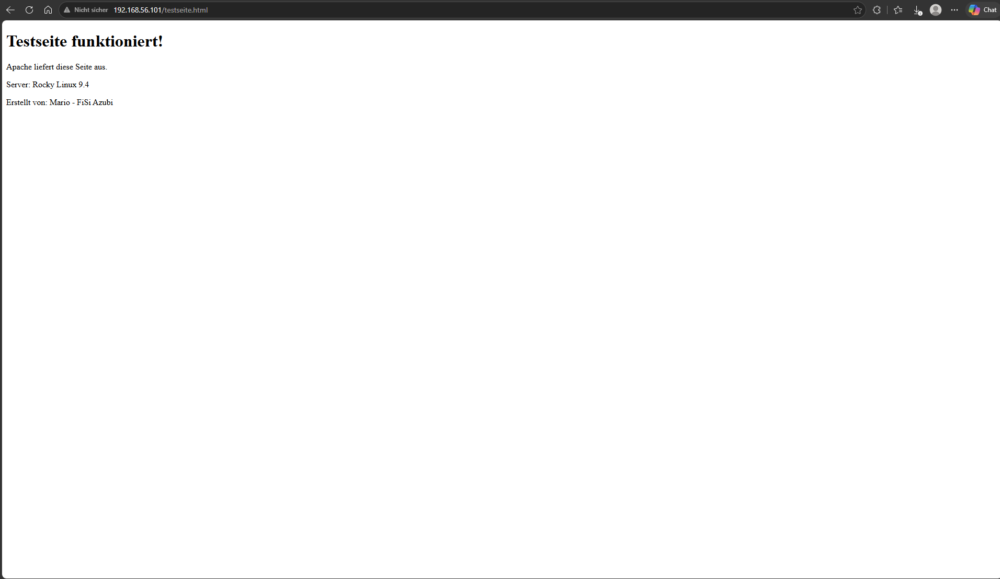 Nicht sicher 192.168.56.101/testseite.html Chat
Testseite funktioniert!
Apache liefert diese Seite aus.
Server: Rocky Linux 9.4
Erstellt von: Mario - FiSi Azubi